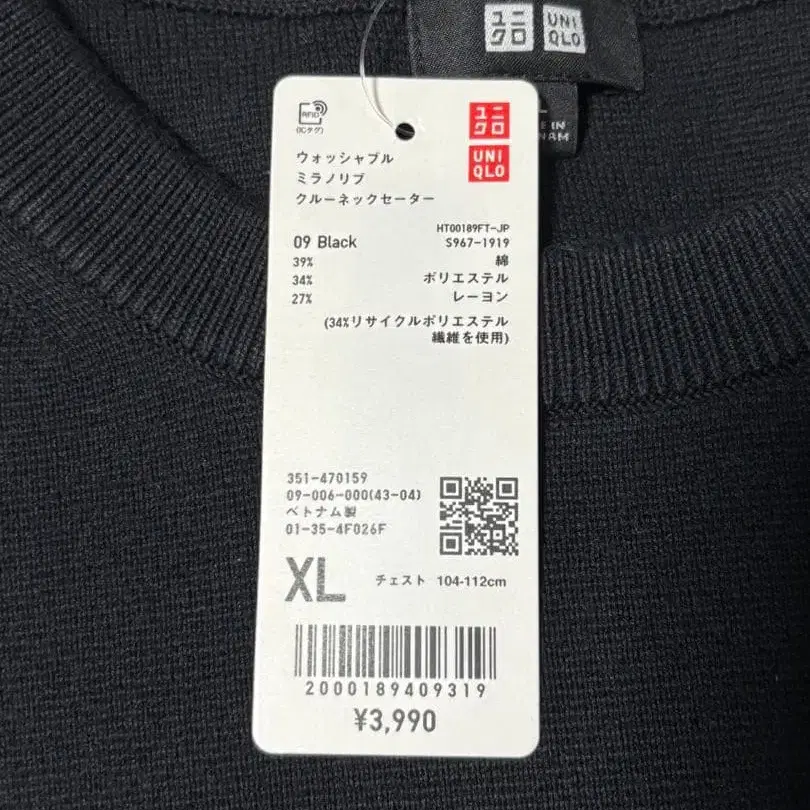 ユニ
クロ
UNI
QLO
RFID
(ICタグ)
ユニ
クロ
UNI
QLO
ウォッシャブル
ミラノリブ
クルーネックセーター
HT00189FT-JP
09 Black S967-1919
39% 綿
34% ポリエステル
27% レーヨン
(34%リサイクルポリエステル
繊維を使用)
351-470159
09-006-000(43-04)
ベトナム製
01-35-4F026F
XL チェスト 104-112cm
2000189409319
¥3,990